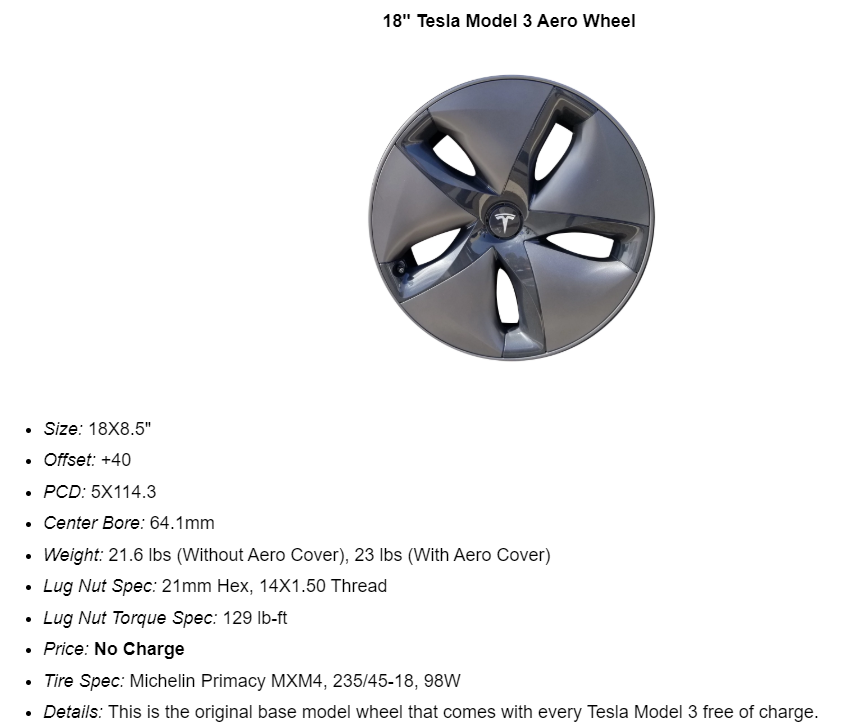 18" Tesla Model 3 Aero Wheel
Size: 18X8.5"
Offset: +40
PCD: 5X114.3
Center Bore: 64.1mm
Weight: 21.6 lbs (Without Aero Cover), 23 lbs (With Aero Cover)
Lug Nut Spec: 21mm Hex, 14X1.50 Thread
Lug Nut Torque Spec: 129 lb-ft
Price: No Charge
Tire Spec: Michelin Primacy MXM4, 235/45-18, 98W
Details: This is the original base model wheel that comes with every Tesla Model 3 free of charge.